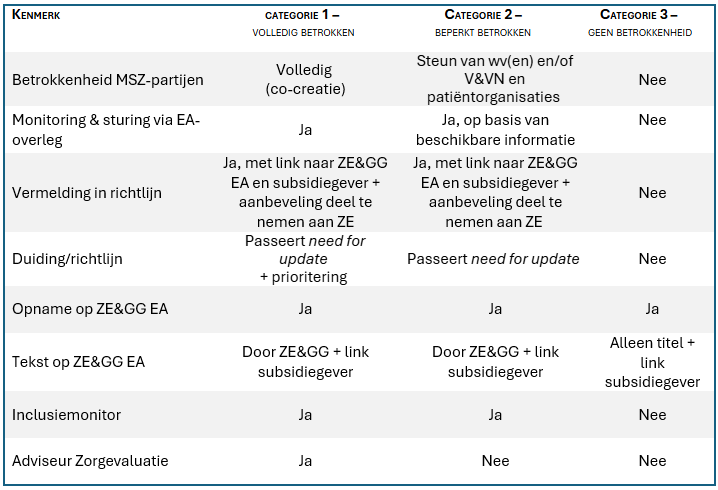 KENMERK CATEGORIE 1 – CATEGORIE 2 – CATEGORIE 3 –
VOLLEDIG BETROKKEN BEPERKT BETROKKEN GEEN BETROKKENHEID
Betrokkenheid MSZ-partijen
Volledig
(co-creatie)
Steun van wv(en) en/of
V&VN en
patiëntorganisaties
Nee
Monitoring & sturing via EA-
overleg
Ja
Ja, op basis van
beschikbare informatie
Nee
Vermelding in richtlijn
Ja, met link naar ZE&GG
EA en subsidiegever +
aanbeveling deel te
nemen aan ZE
Ja, met link naar ZE&GG
EA en subsidiegever +
aanbeveling deel te
nemen aan ZE
Nee
Duiding/richtlijn
Passeert need for
update
+ prioritering
Passeert need for update
Nee
Opname op ZE&GG EA
Ja
Ja
Ja
Tekst op ZE&GG EA
Door ZE&GG + link
subsidiegever
Door ZE&GG + link
subsidiegever
Alleen titel +
link
subsidiegever
Inclusiemonitor
Ja
Ja
Nee
Adviseur Zorgevaluatie
Ja
Nee
Nee